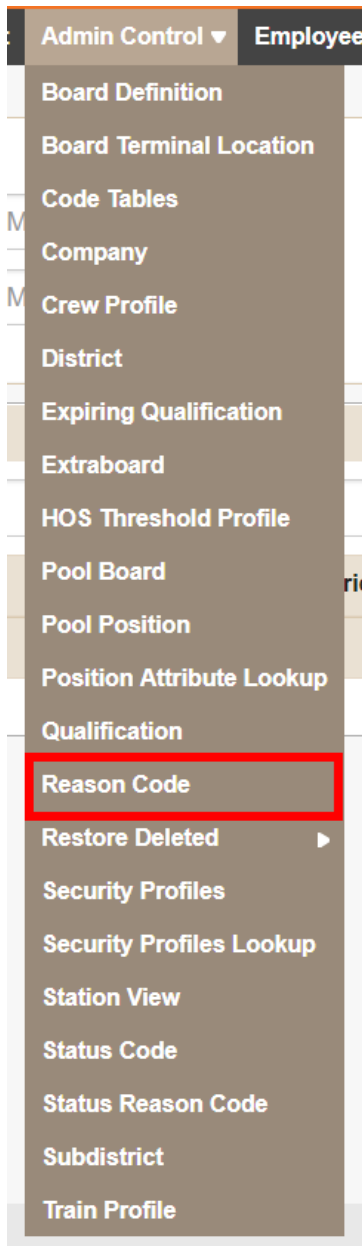 Admin Control ▼ Employee
Board Definition
Board Terminal Location
Code Tables
M
Company
M
Crew Profile
District
Expiring Qualification
Extraboard
HOS Threshold Profile
Pool Board
Pool Position
Position Attribute Lookup
Qualification
Reason Code
Restore Deleted ▶
Security Profiles
Security Profiles Lookup
Station View
Status Code
Status Reason Code
Subdistrict
Train Profile